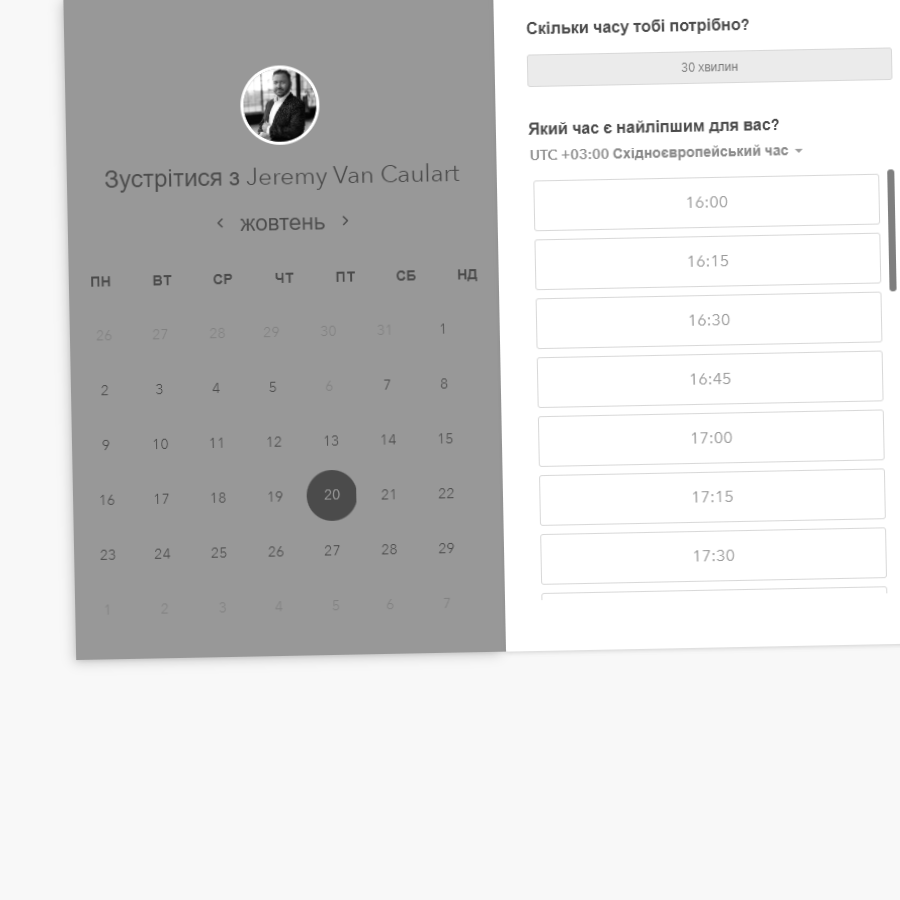 Зустрітися з Jeremy Van Caulart
жовтень
ПН ВТ СР ЧТ ПТ СБ НД
26 27 28 29 30 31 1
2 3 4 5 6 7 8
9 10 11 12 13 14 15
16 17 18 19 20 21 22
23 24 25 26 27 28 29
1 2 3 4 5 6 7
Скільки часу тобі потрібно?
30 хвилин
Який час є найліпшим для вас?
UTC +03:00 Східноєвропейський час
16:00
16:15
16:30
16:45
17:00
17:15
17:30